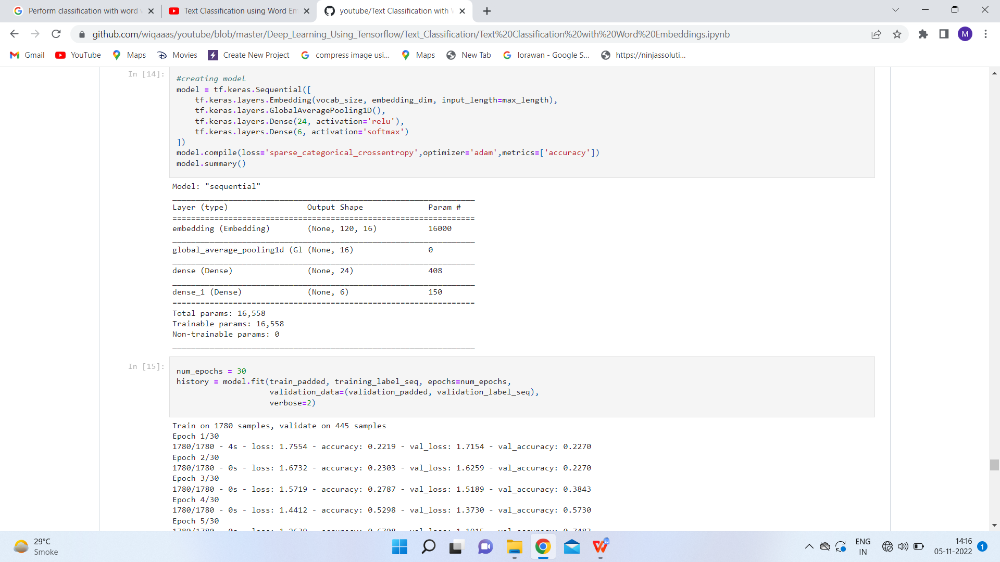 Perform classification with word
Text Classification using Word Em
youtube/Text Classification with
github.com/wiqaaas/youtube/blob/master/Deep_Learning_Using_Tensorflow/Text_Classification/Text%20Classification%20with%20Word%20Embeddings.ipynb
M
Gmail
YouTube
Maps
Movies
Create New Project
compress image usi...
Maps
New Tab
lorawan - Google S...
https://ninjassoluti...
In [14]:
#creating model
model = tf.keras.Sequential([
tf.keras.layers.Embedding(vocab_size, embedding_dim, input_length=max_length),
tf.keras.layers.GlobalAveragePooling1D(),
tf.keras.layers.Dense(24, activation='relu'),
tf.keras.layers.Dense(6, activation='softmax')
])
model.compile(loss='sparse_categorical_crossentropy',optimizer='adam',metrics=['accuracy'])
model.summary()
Model: "sequential"
Layer (type) Output Shape Param #
embedding (Embedding) (None, 120, 16) 16000
global_average_pooling1d (Gl (None, 16) 0
dense (Dense) (None, 24) 408
dense_1 (Dense) (None, 6) 150
Total params: 16,558
Trainable params: 16,558
Non-trainable params: 0
In [15]:
num_epochs = 30
history = model.fit(train_padded, training_label_seq, epochs=num_epochs,
validation_data=(validation_padded, validation_label_seq),
verbose=2)
Train on 1780 samples, validate on 445 samples
Epoch 1/30
1780/1780 - 4s - loss: 1.7554 - accuracy: 0.2219 - val_loss: 1.7154 - val_accuracy: 0.2270
Epoch 2/30
1780/1780 - 0s - loss: 1.6732 - accuracy: 0.2303 - val_loss: 1.6259 - val_accuracy: 0.2270
Epoch 3/30
1780/1780 - 0s - loss: 1.5719 - accuracy: 0.2787 - val_loss: 1.5189 - val_accuracy: 0.3843
Epoch 4/30
1780/1780 - 0s - loss: 1.4412 - accuracy: 0.5298 - val_loss: 1.3730 - val_accuracy: 0.5730
Epoch 5/30
29°C
Smoke
ENG
IN
14:16
05-11-2022
1